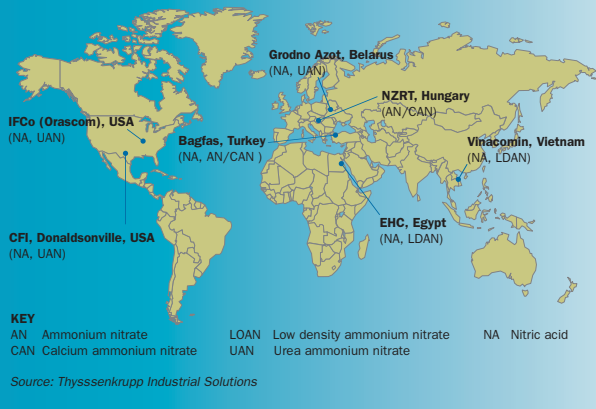 Grodno Azot, Belarus
(NA, UAN)
NZRT, Hungary
(AN/CAN)
IFCo (Orascom), USA
(NA, UAN)
Bagfas, Turkey
(NA, AN/CAN )
Vinacomin, Vietnam
(NA, LDAN)
CFI, Donaldsonville, USA
(NA, UAN)
EHC, Egypt
(NA, LDAN)
KEY
AN Ammonium nitrate
CAN Calcium ammonium nitrate
LOAN Low density ammonium nitrate
UAN Urea ammonium nitrate
NA Nitric acid
Source: Thysssenkrupp Industrial Solutions